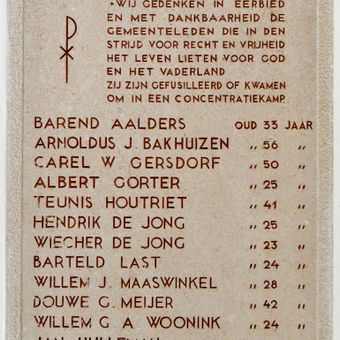 +WIJ GEDENKEN IN EERBIED
EN MET DANKBAARHEID DE
GEMEENTELEDEN DIE IN DEN
STRIJD VOOR RECHT EN VRIJHEID
HET LEVEN LIETEN VOOR GOD
EN HET VADERLAND
ZIJ ZIJN GEFUSILLEERD OF KWAMEN
OM IN EEN CONCENTRATIEKAMP.
BAREND AALDERS OUD 33 JAAR
ARNOLDUS J. BAKHUIZEN „ 56 „
CAREL W. GERSDORF „ 50 „
ALBERT GORTER „ 25 „
TEUNIS HOUTRIET „ 41 „
HENDRIK DE JONG „ 25 „
WIECHER DE JONG „ 23 „
BARTELD LAST „ 24 „
WILLEM J. MAASWINKEL „ 28 „
DOUWE G. MEIJER „ 42 „
WILLEM G. A. WOONINK „ 24 „